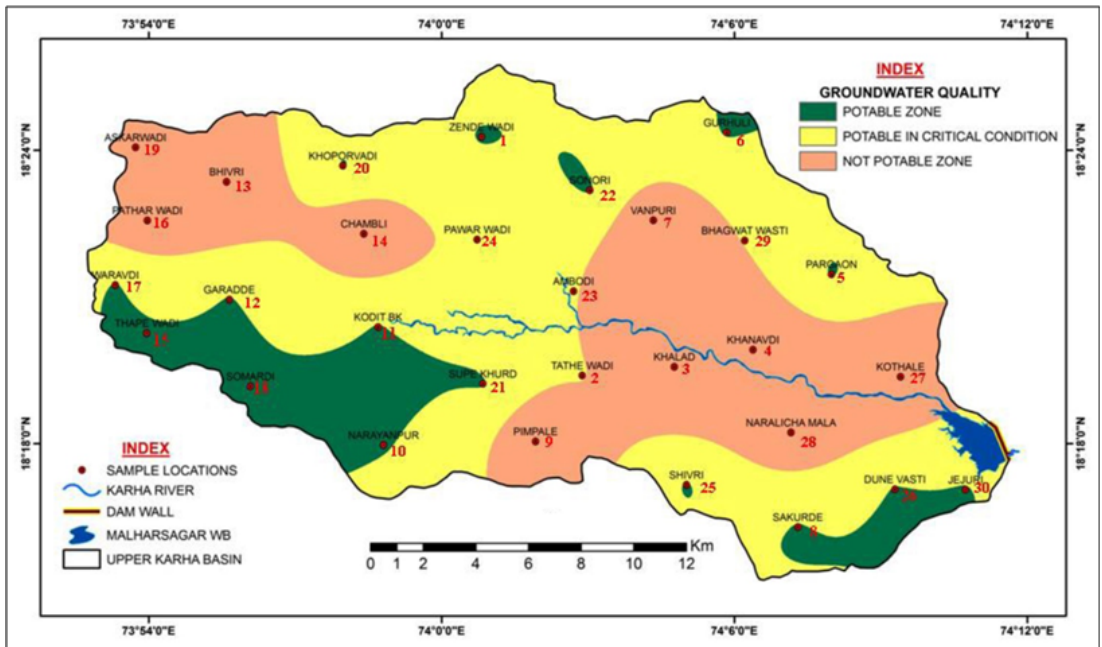 73°54'0"E 74°0'0"E 74°6'0"E 74°12'0"E
INDEX
GROUNDWATER QUALITY
POTABLE ZONE
POTABLE IN CRITICAL CONDITION
NOT POTABLE ZONE
18°24'0"N
18°24'0"N
ASKARWADI
19
ZENDE WADI
1
GURHULI
6
KHOPORVADI
20
BHIVRI
13
SONORI
22
PATHAR WADI
16
CHAMBLI
14
PAWAR WADI
24
VANPURI
7
BHAGWAT WASTI
29
PARGAON
5
WARAVDI
17
GARADDE
12
AMBODI
23
THAPE WADI
15
KODIT BK
11
KHANAVDI
4
KHALAD
3
TATHE WADI
2
KOTHALE
27
SOMARDI
SUPE KHURD
21
NARAYANPUR
10
PIMPALE
9
NARALICHA MALA
28
SHIVRI
25
DUNE VASTI
JEJURI
30
SAKURDE
8
18°18'0"N
18°18'0"N
INDEX
SAMPLE LOCATIONS
KARHA RIVER
DAM WALL
MALHARSAGAR WB
UPPER KARHA BASIN
Km
0 1 2 4 6 8 10 12
73°54'0"E 74°0'0"E 74°6'0"E 74°12'0"E